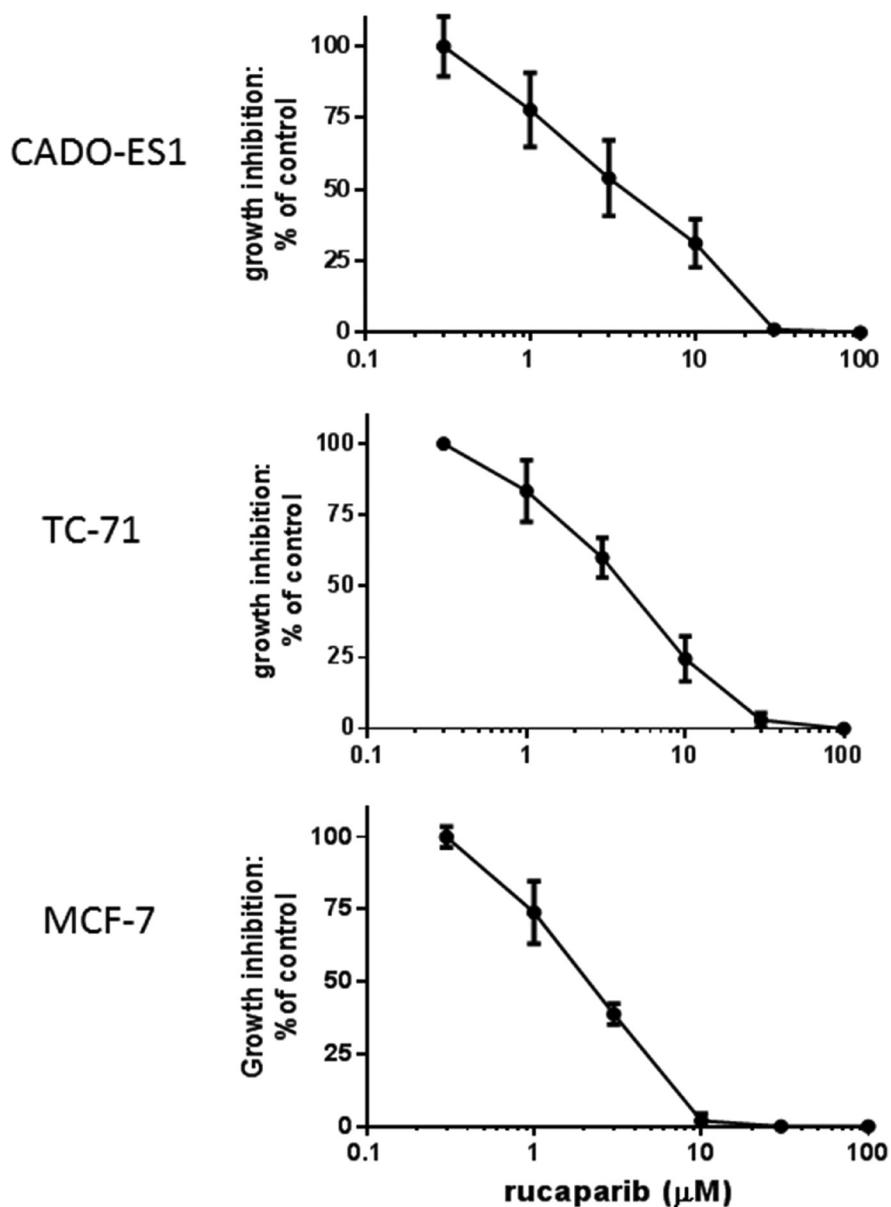 CADO-ES1
growth inhibition:
% of control
100
75
50
25
0
0.1 1 10 100
TC-71
growth inhibition:
% of control
100
75
50
25
0
0.1 1 10 100
MCF-7
Growth inhibition:
% of control
100
75
50
25
0
0.1 1 10 100
rucaparib (μM)